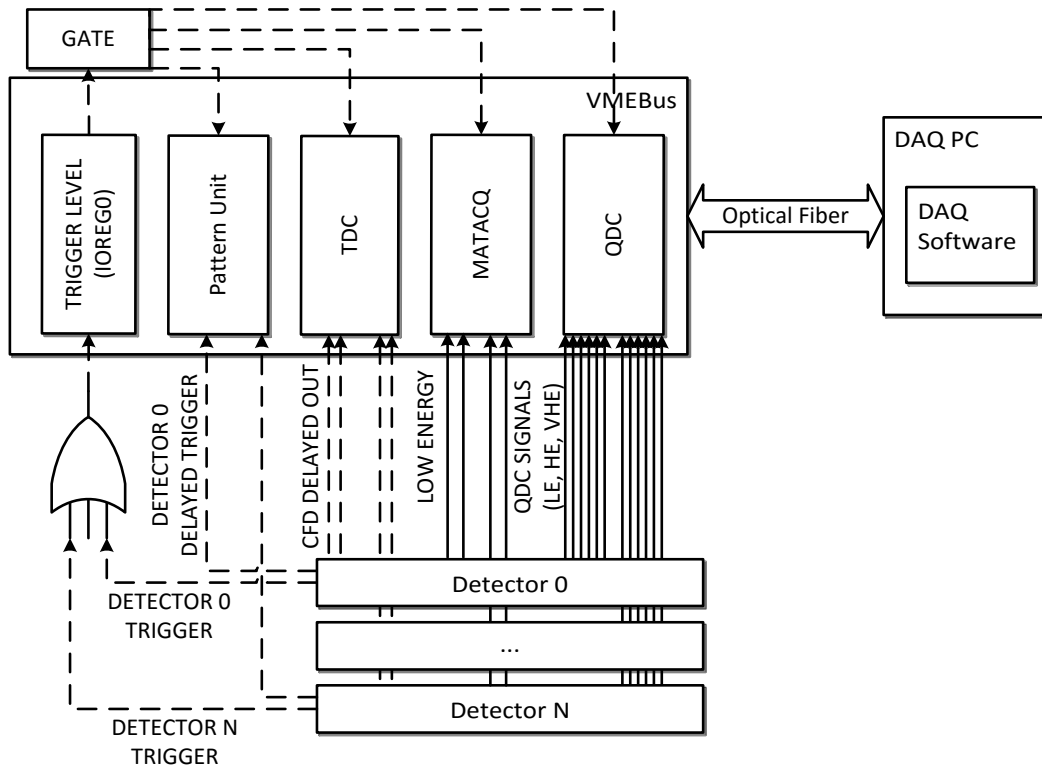 GATE
VMEBus
TRIGGER LEVEL
(IOREG0)
Pattern Unit
TDC
MATACQ
QDC
Optical Fiber
DAQ PC
DAQ
Software
DETECTOR 0
DELAYED TRIGGER
CFD DELAYED OUT
LOW ENERGY
QDC SIGNALS
(LE, HE, VHE)
Detector 0
DETECTOR 0
TRIGGER
...
Detector N
DETECTOR N
TRIGGER